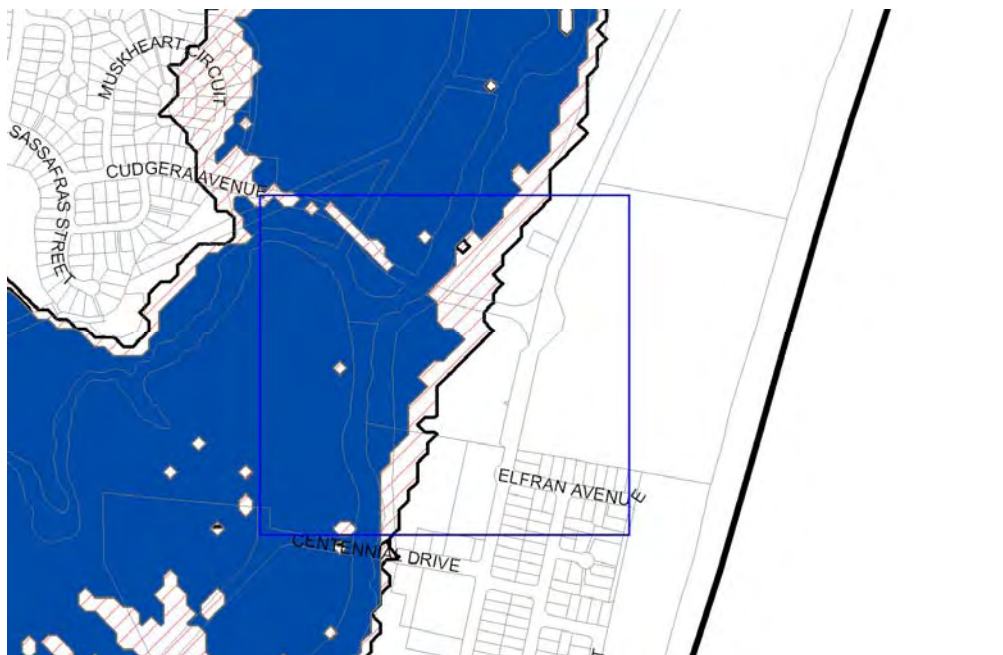 MUSKHEART CIRCUIT
SASSAFRAS STREET
CUDGERA AVENUE
ELFRAN AVENUE
CENTENNIAL DRIVE